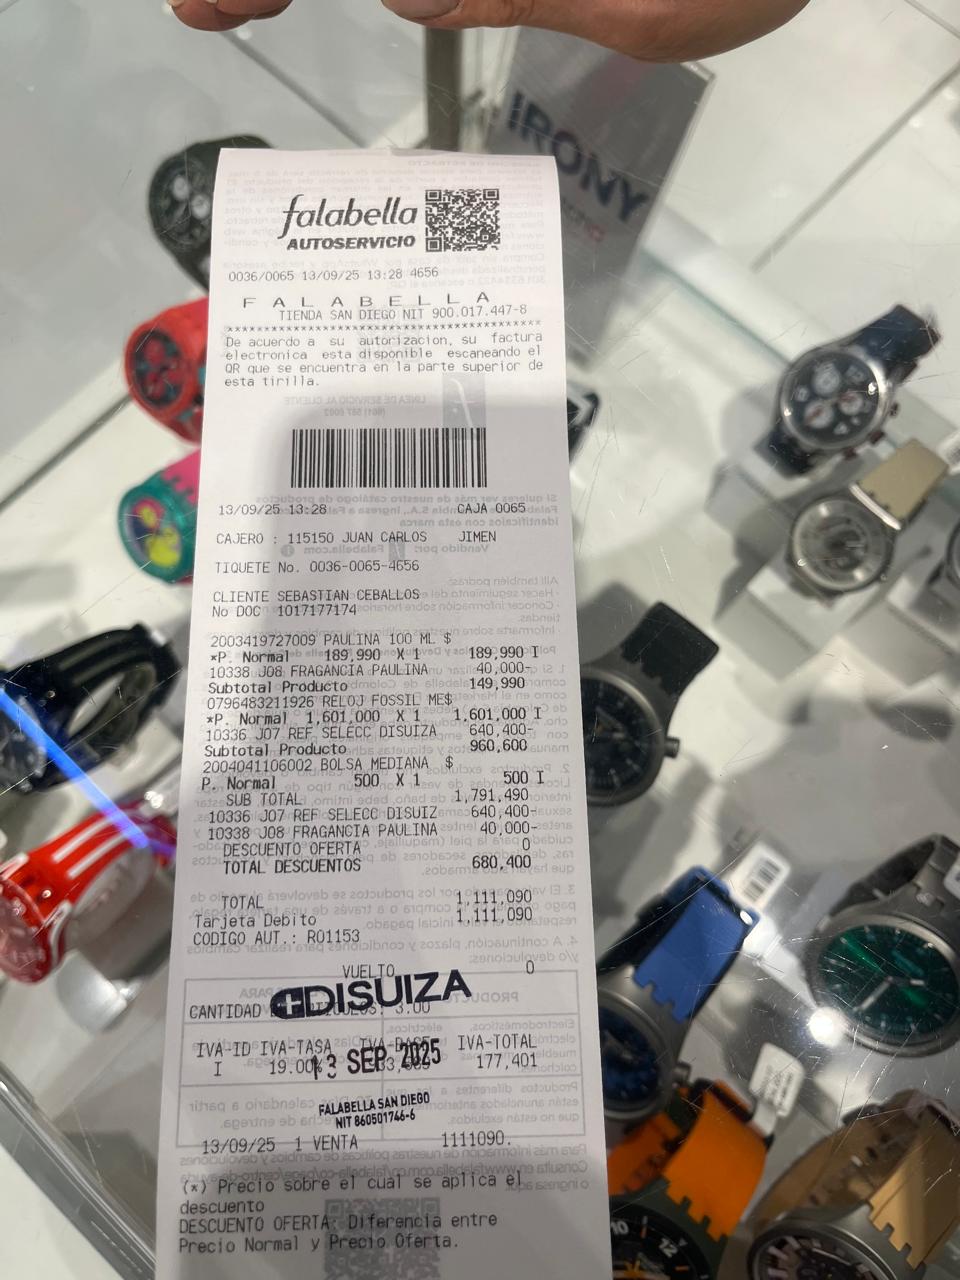 IRONY
falabella
AUTOSERVICIO
0036/0065 13/09/25 13:28 4656
F A L A B E L L A
TIENDA SAN DIEGO NIT 900.017.447-8
****************************************
De acuerdo a su autorizacion, su factura
electronica esta disponible escaneando el
QR que se encuentra en la parte superior de
esta tirilla.
13/09/25 13:28 CAJA 0065
CAJERO : 115150 JUAN CARLOS JIMEN
TIQUETE No. 0036-0065-4656
CLIENTE SEBASTIAN CEBALLOS
No DOC 1017177174
2003419727009 PAULINA 100 ML $
*P. Normal 189,990 X 1 189,990 I
10338 J08 FRAGANCIA PAULINA 40,000-
Subtotal Producto 149,990
0796483211926 RELOJ FOSSIL ME$
*P. Normal 1,601,000 X 1 1,601,000 I
10336 J07 REF SELECC DISUIZA 640,400-
Subtotal Producto 960,600
2004041106002 BOLSA MEDIANA $
P. Normal 500 X 1 500 I
SUB TOTAL 1,791,490
10336 J07 REF SELECC DISUIZ 640,400-
10338 J08 FRAGANCIA PAULINA 40,000-
DESCUENTO OFERTA 0
TOTAL DESCUENTOS 680,400
TOTAL 1,111,090
Tarjeta Debito 1,111,090
CODIGO AUT.: R01153
VUELTO 0
DISUIZA
CANTIDAD 3.00
IVA-ID IVA-TASA IVA-TOTAL
I 19.00% 177,401
13 SEP 2025
FALABELLA SAN DIEGO
NIT 860501746-6
13/09/25 1 VENTA 1111090.
(*) Precio sobre el cual se aplica el
descuento
DESCUENTO OFERTA: Diferencia entre
Precio Normal y Precio Oferta.
10 12